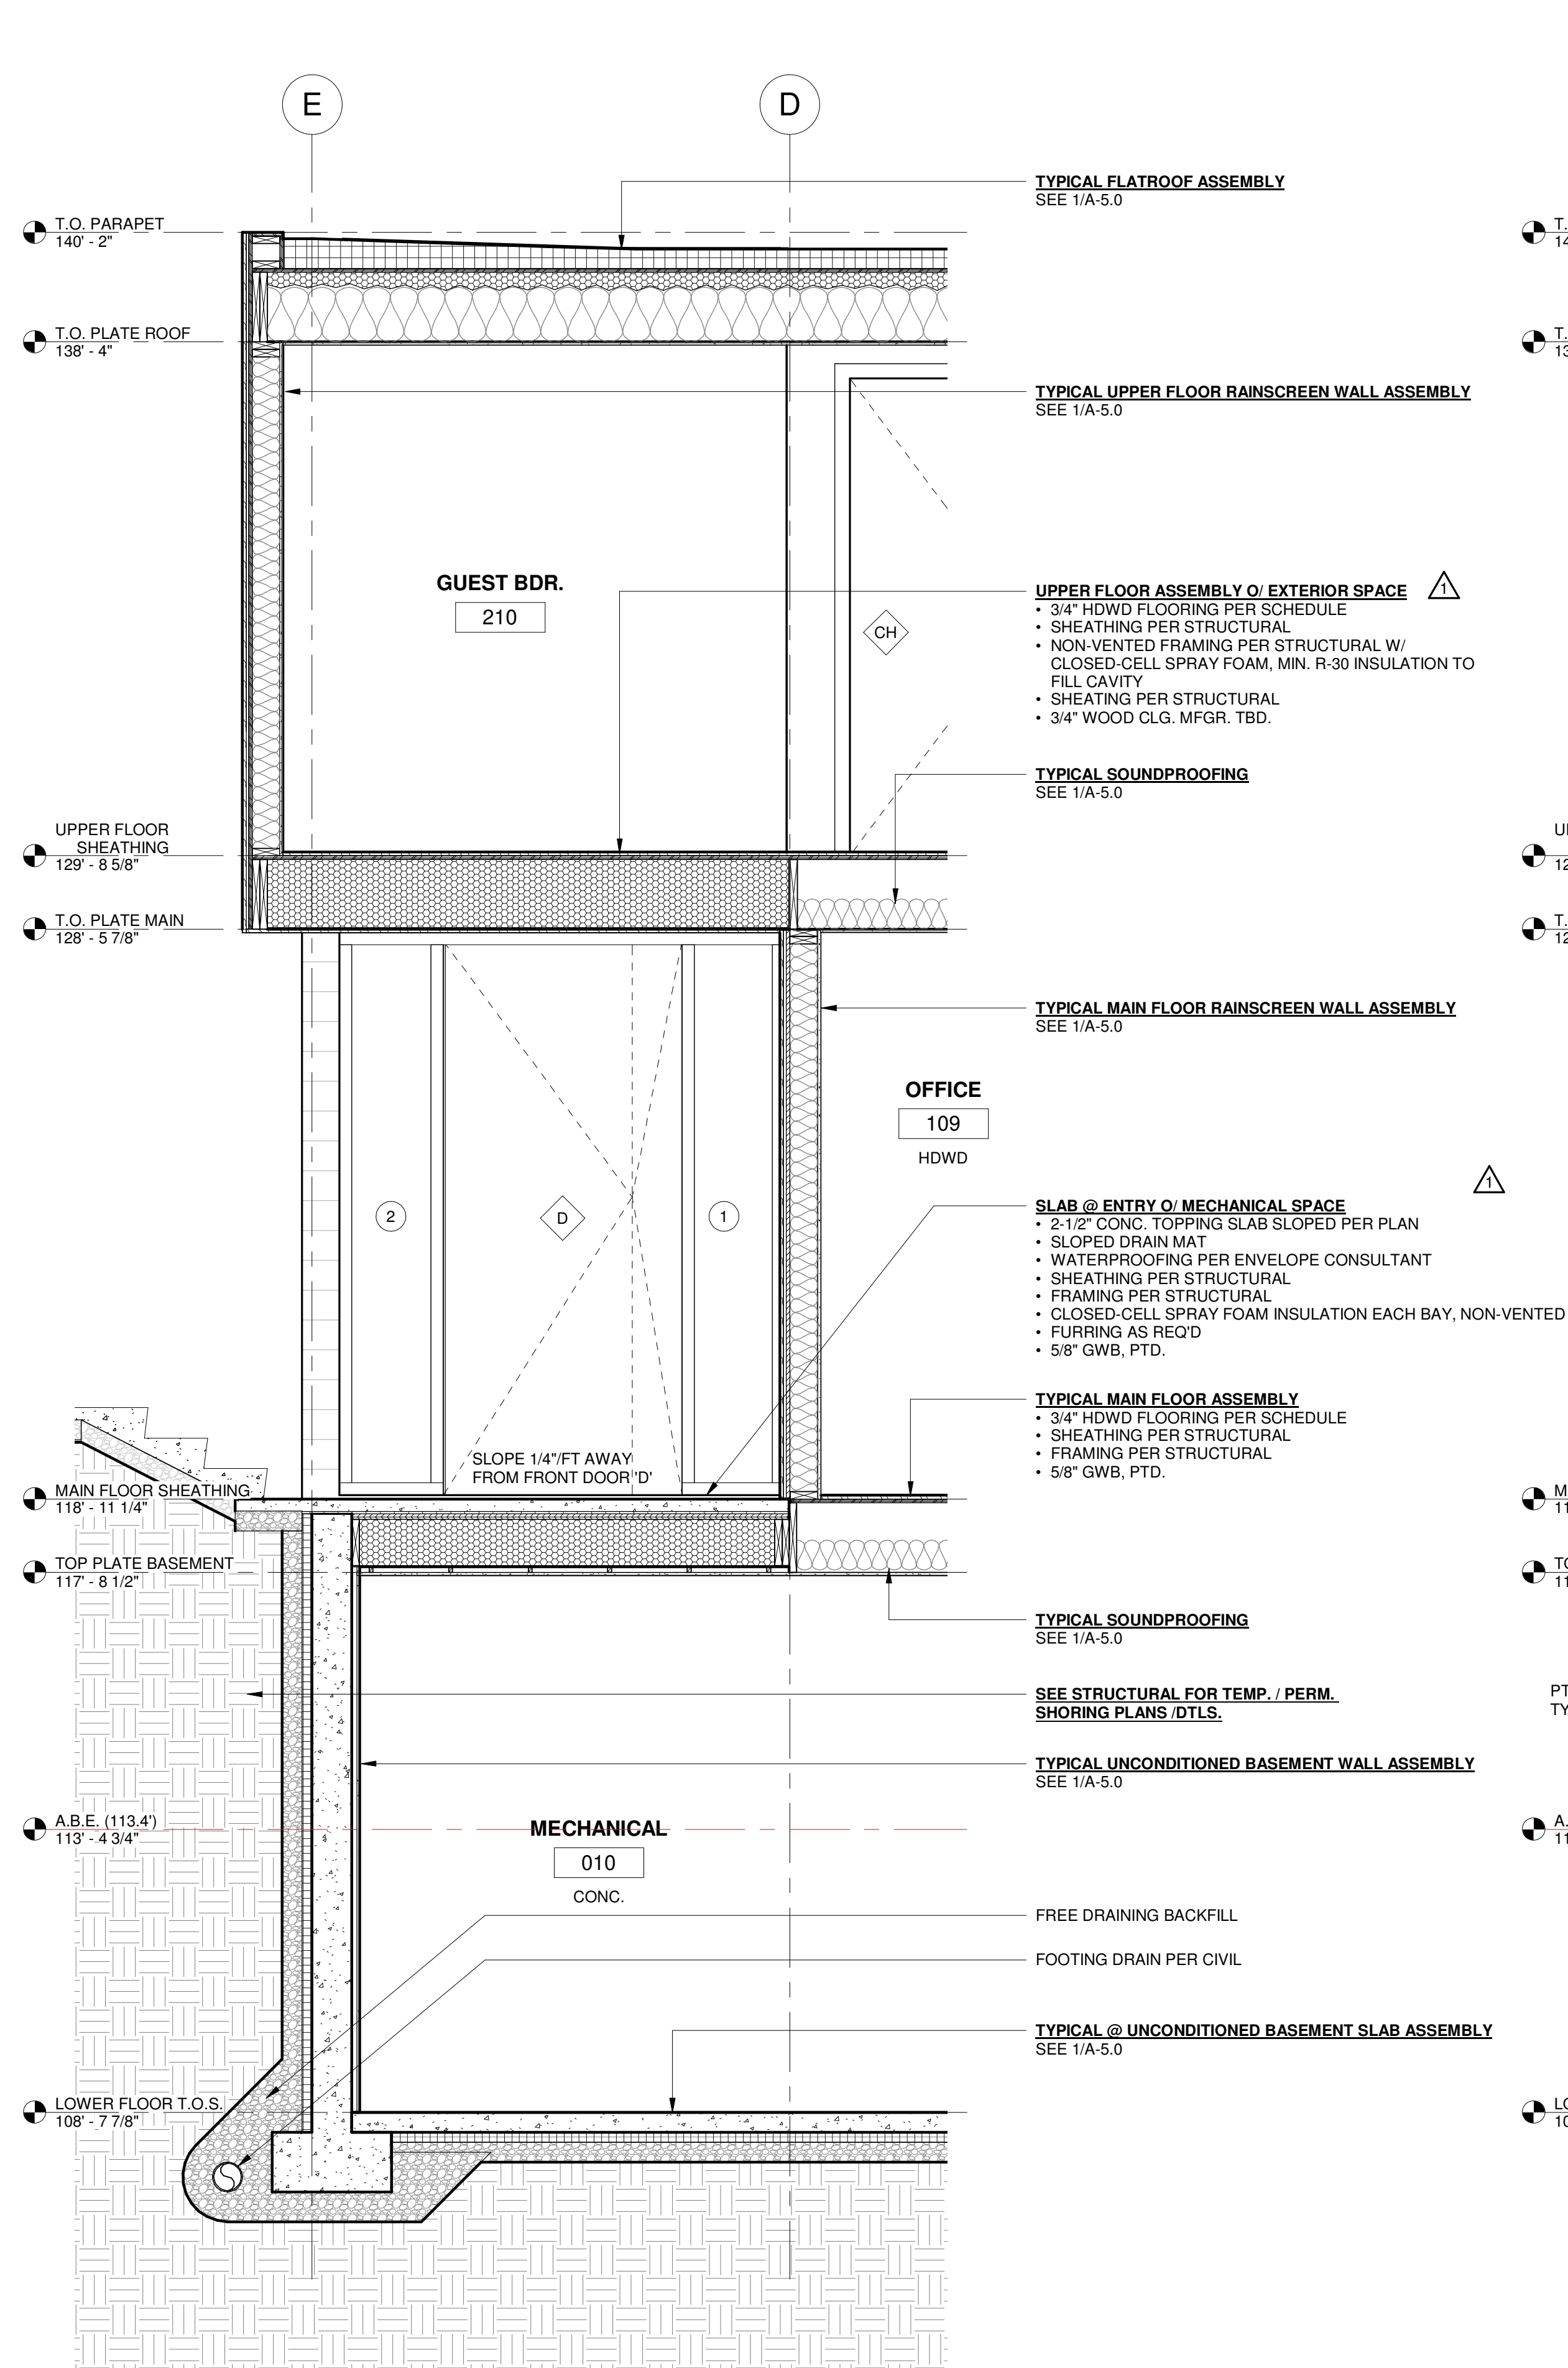 E
D
TYPICAL FLATROOF ASSEMBLY
SEE 1/A-5.0
T.O. PARAPET
140' - 2"
T.O. PLATE ROOF
138' - 4"
TYPICAL UPPER FLOOR RAINSCREEN WALL ASSEMBLY
SEE 1/A-5.0
GUEST BDR.
210
CH
UPPER FLOOR ASSEMBLY O/ EXTERIOR SPACE
1
• 3/4" HDWD FLOORING PER SCHEDULE
• SHEATHING PER STRUCTURAL
• NON-VENTED FRAMING PER STRUCTURAL W/
CLOSED-CELL SPRAY FOAM, MIN. R-30 INSULATION TO
FILL CAVITY
• SHEATING PER STRUCTURAL
• 3/4" WOOD CLG. MFGR. TBD.
TYPICAL SOUNDPROOFING
SEE 1/A-5.0
UPPER FLOOR
SHEATHING
129' - 8 5/8"
T.O. PLATE MAIN
128' - 5 7/8"
TYPICAL MAIN FLOOR RAINSCREEN WALL ASSEMBLY
SEE 1/A-5.0
OFFICE
109
HDWD
2
D
1
1
SLAB @ ENTRY O/ MECHANICAL SPACE
• 2-1/2" CONC. TOPPING SLAB SLOPED PER PLAN
• SLOPED DRAIN MAT
• WATERPROOFING PER ENVELOPE CONSULTANT
• SHEATHING PER STRUCTURAL
• FRAMING PER STRUCTURAL
• CLOSED-CELL SPRAY FOAM INSULATION EACH BAY, NON-VENTED
• FURRING AS REQ'D
• 5/8" GWB, PTD.
TYPICAL MAIN FLOOR ASSEMBLY
• 3/4" HDWD FLOORING PER SCHEDULE
• SHEATHING PER STRUCTURAL
• FRAMING PER STRUCTURAL
• 5/8" GWB, PTD.
SLOPE 1/4"/FT AWAY
FROM FRONT DOOR 'D'
MAIN FLOOR SHEATHING
118' - 11 1/4"
TOP PLATE BASEMENT
117' - 8 1/2"
TYPICAL SOUNDPROOFING
SEE 1/A-5.0
SEE STRUCTURAL FOR TEMP. / PERM.
SHORING PLANS /DTLS.
TYPICAL UNCONDITIONED BASEMENT WALL ASSEMBLY
SEE 1/A-5.0
A.B.E. (113.4')
113' - 4 3/4"
MECHANICAL
010
CONC.
FREE DRAINING BACKFILL
FOOTING DRAIN PER CIVIL
TYPICAL @ UNCONDITIONED BASEMENT SLAB ASSEMBLY
SEE 1/A-5.0
LOWER FLOOR T.O.S.
108' - 7 7/8"